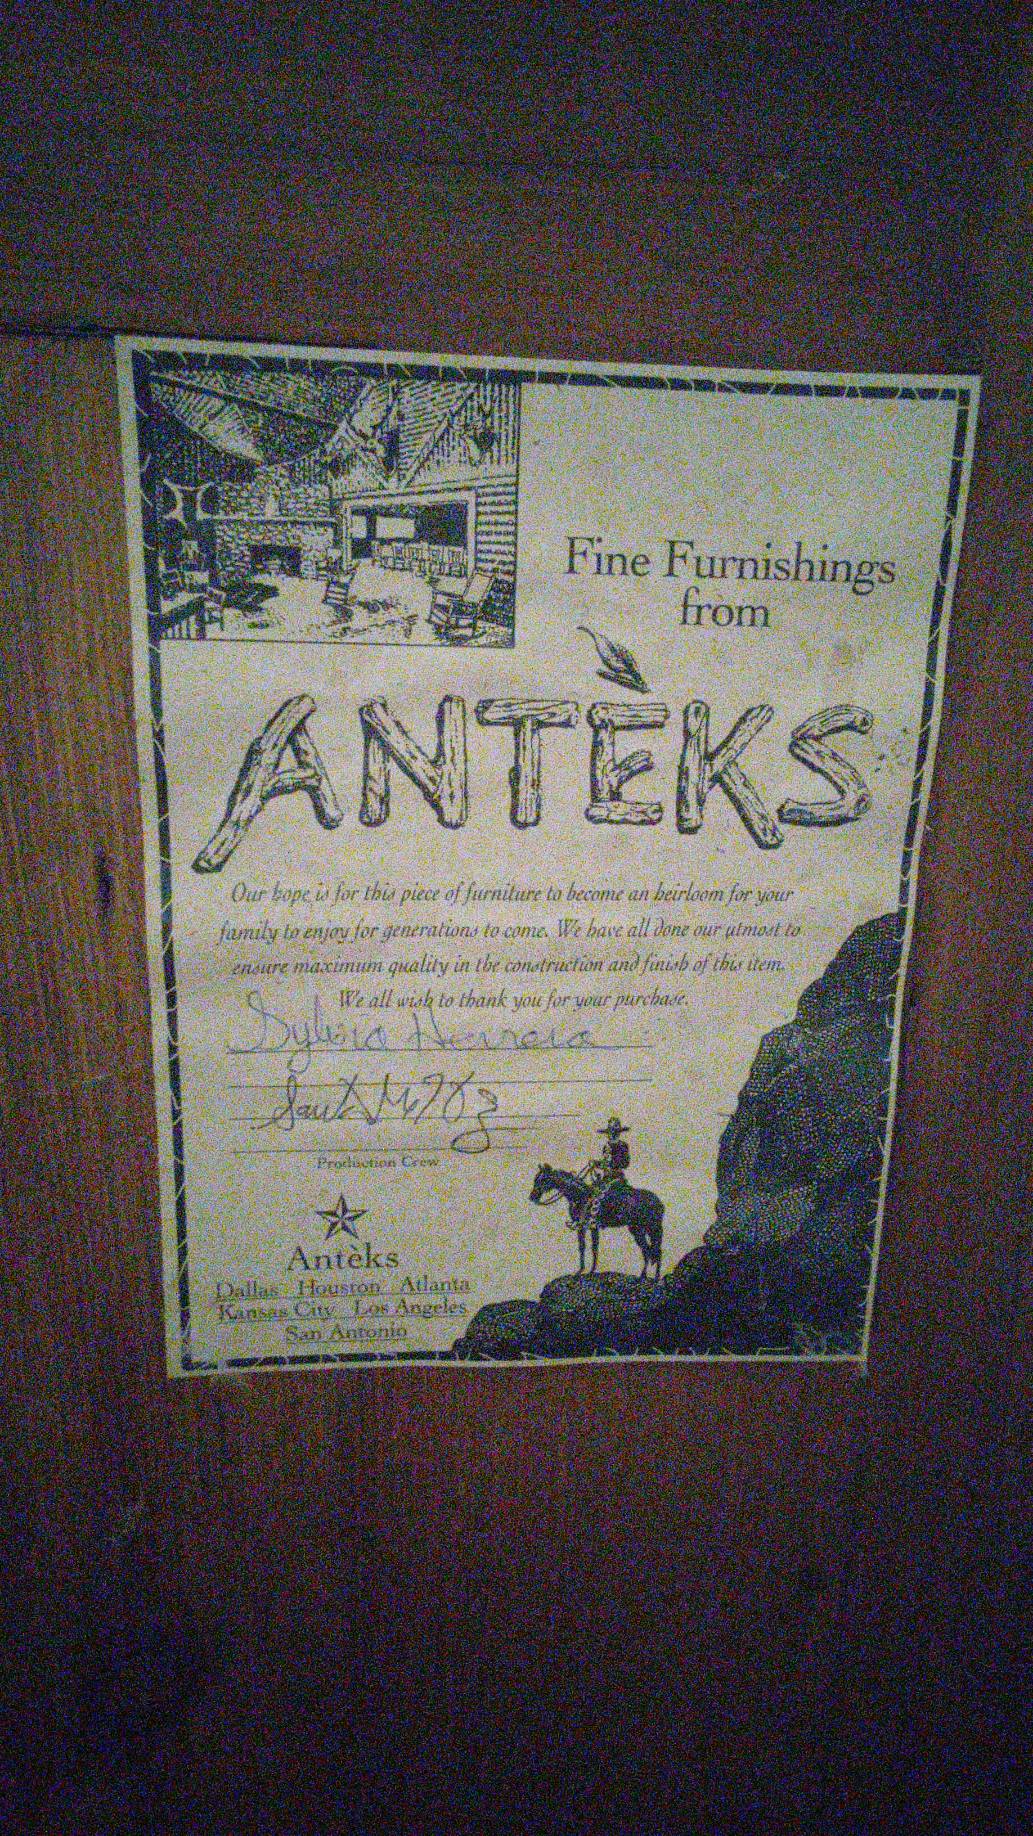 Fine Furnishings
from
ANTÈKS
Our hope is for this piece of furniture to become an heirloom for your
family to enjoy for generations to come. We have all done our utmost to
ensure maximum quality in the construction and finish of this item.
We all wish to thank you for your purchase.
Sylvia Herrera
Production Crew
Antèks
Dallas Houston Atlanta
Kansas City Los Angeles
San Antonio